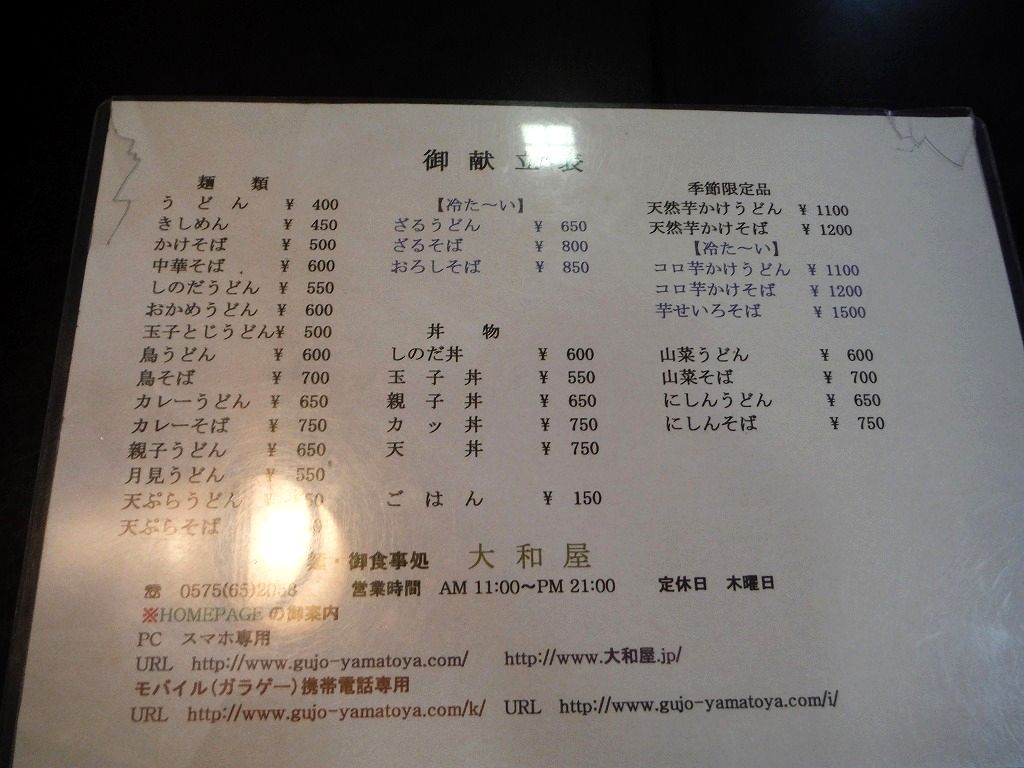 御 献 立 表
麺 類
う ど ん ¥ 400
きしめん ¥ 450
かけそば ¥ 500
中華そば ¥ 600
しのだうどん ¥ 550
おかめうどん ¥ 600
玉子とじうどん ¥ 500
鳥うどん ¥ 600
鳥そば ¥ 700
カレーうどん ¥ 650
カレーそば ¥ 750
親子うどん ¥ 650
月見うどん ¥ 550
天ぷらうどん
天ぷらそば
【冷た～い】
ざるうどん ¥ 650
ざるそば ¥ 800
おろしそば ¥ 850
丼 物
しのだ丼 ¥ 600
玉 子 丼 ¥ 550
親 子 丼 ¥ 650
カ ッ 丼 ¥ 750
天 丼 ¥ 750
ご は ん ¥ 150
季節限定品
天然芋かけうどん ¥ 1100
天然芋かけそば ¥ 1200
【冷た～い】
コロ芋かけうどん ¥ 1100
コロ芋かけそば ¥ 1200
芋せいろそば ¥ 1500
山菜うどん ¥ 600
山菜そば ¥ 700
にしんうどん ¥ 650
にしんそば ¥ 750
麺・御食事処 大 和 屋
☎ 営業時間 AM 11:00～PM 21:00 定休日 木曜日
※HOMEPAGE の御案内
PC スマホ専用
URL http://www.gujo-yamatoya.com/ http://www.大和屋.jp/
モバイル(ガラゲー)携帯電話専用
URL http://www.gujo-yamatoya.com/k/ URL http://www.gujo-yamatoya.com/i/